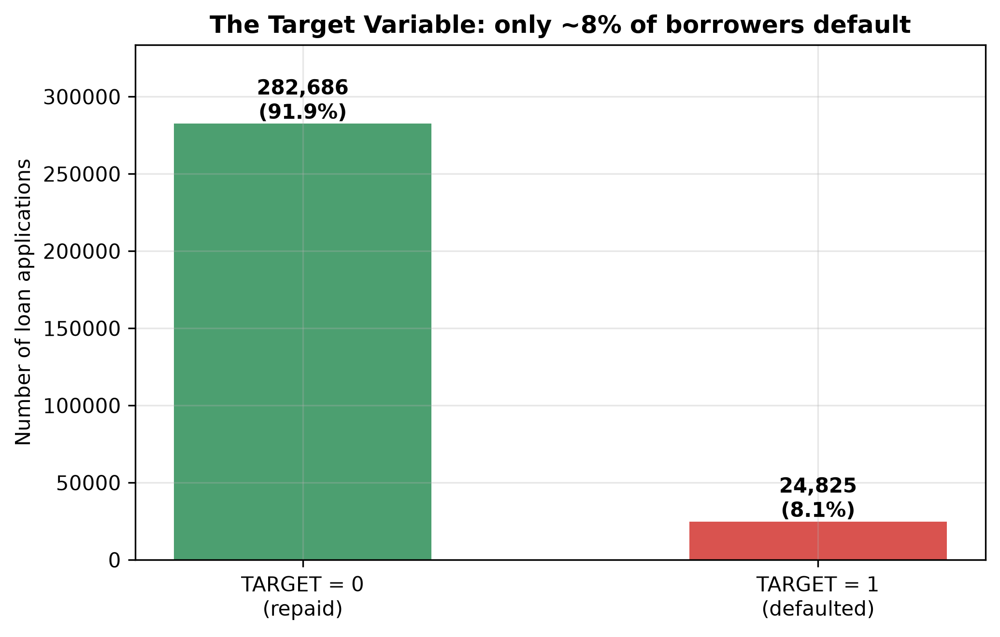 The Target Variable: only ~8% of borrowers default
Number of loan applications
300000
250000
200000
150000
100000
50000
0
282,686
(91.9%)
24,825
(8.1%)
TARGET = 0
(repaid)
TARGET = 1
(defaulted)